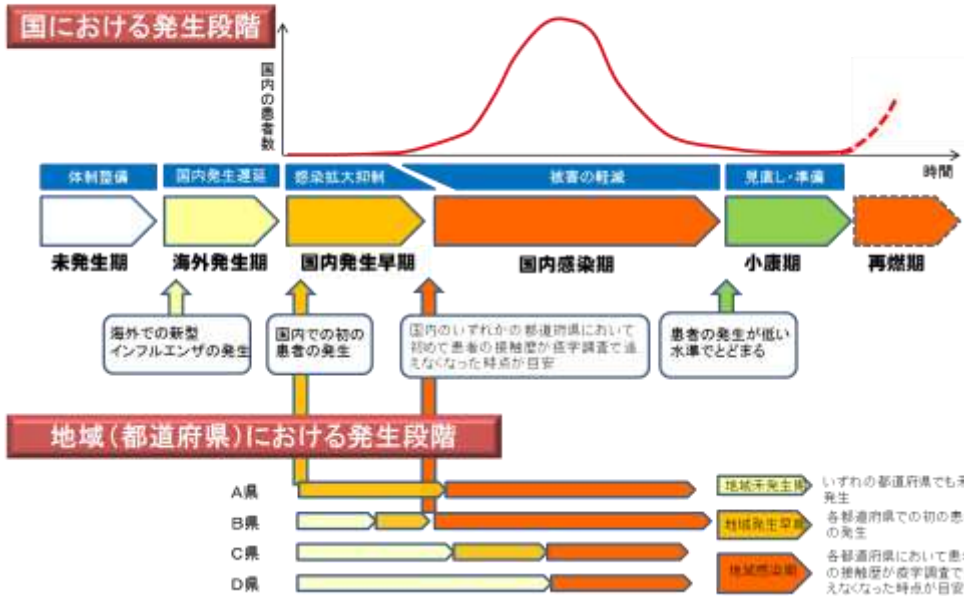 国における発生段階
国内の患者数
時間
体制整備
国内発生遅延
感染拡大抑制
被害の軽減
見直し・準備
未発生期
海外発生期
国内発生早期
国内感染期
小康期
再燃期
海外での新型
インフルエンザの発生
国内での初の
患者の発生
国内のいずれかの都道府県において
初めて患者の接触歴が疫学調査で追
えなくなった時点が目安
患者の発生が低い
水準でとどまる
地域(都道府県)における発生段階
A県
B県
C県
D県
地域未発生期
いずれの都道府県でも未
発生
地域発生早期
各都道府県での初の患
の発生
地域感染期
各都道府県において患
の接触歴が疫学調査で
えなくなった時点が目安